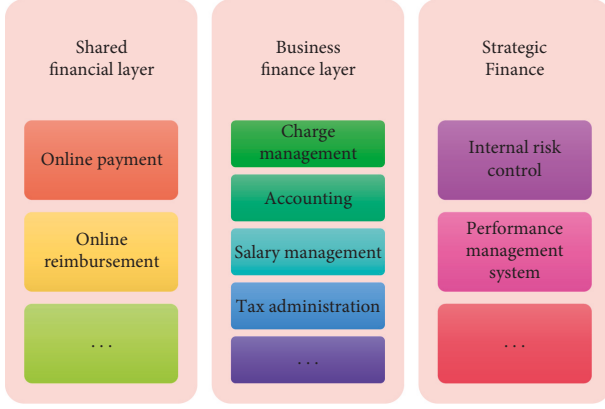 Shared
financial layer
Online payment
Online
reimbursement
...
Business
finance layer
Charge
management
Accounting
Salary management
Tax administration
...
Strategic
Finance
Internal risk
control
Performance
management
system
...